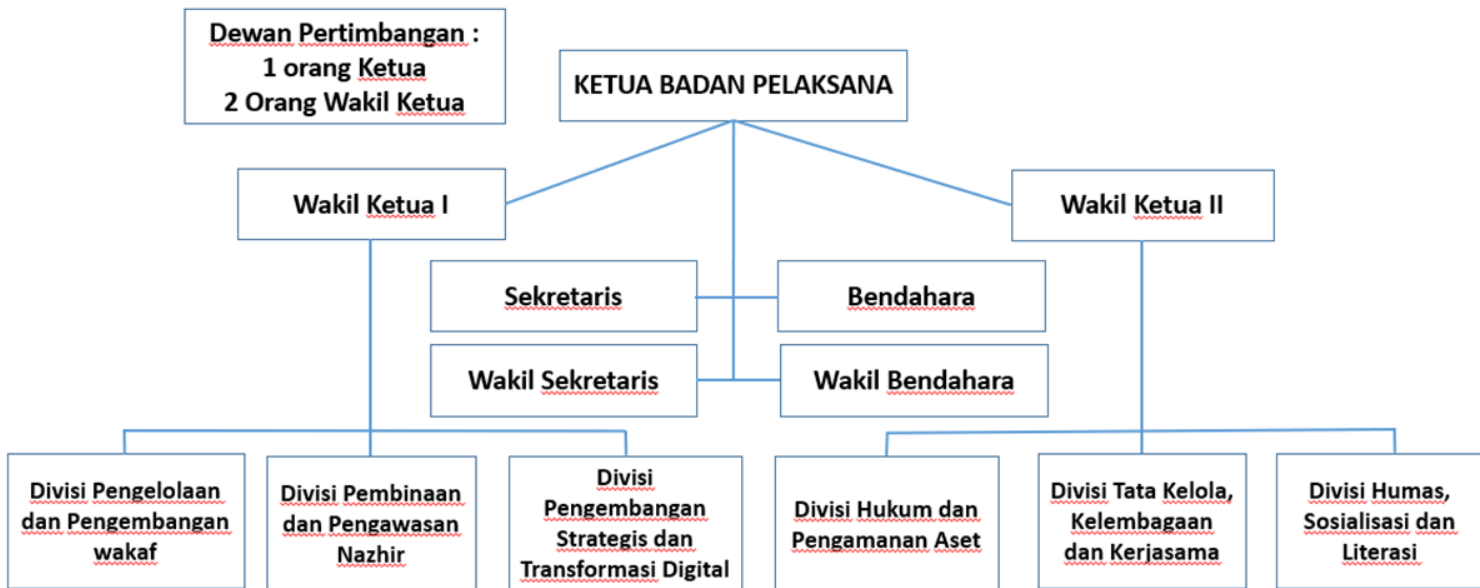 Dewan Pertimbangan :
1 orang Ketua
2 Orang Wakil Ketua
KETUA BADAN PELAKSANA
Wakil Ketua I
Wakil Ketua II
Sekretaris
Bendahara
Wakil Sekretaris
Wakil Bendahara
Divisi Pengelolaan
dan Pengembangan
wakaf
Divisi Pembinaan
dan Pengawasan
Nazhir
Divisi
Pengembangan
Strategis dan
Transformasi Digital
Divisi Hukum dan
Pengamanan Aset
Divisi Tata Kelola,
Kelembagaan
dan Kerjasama
Divisi Humas,
Sosialisasi dan
Literasi